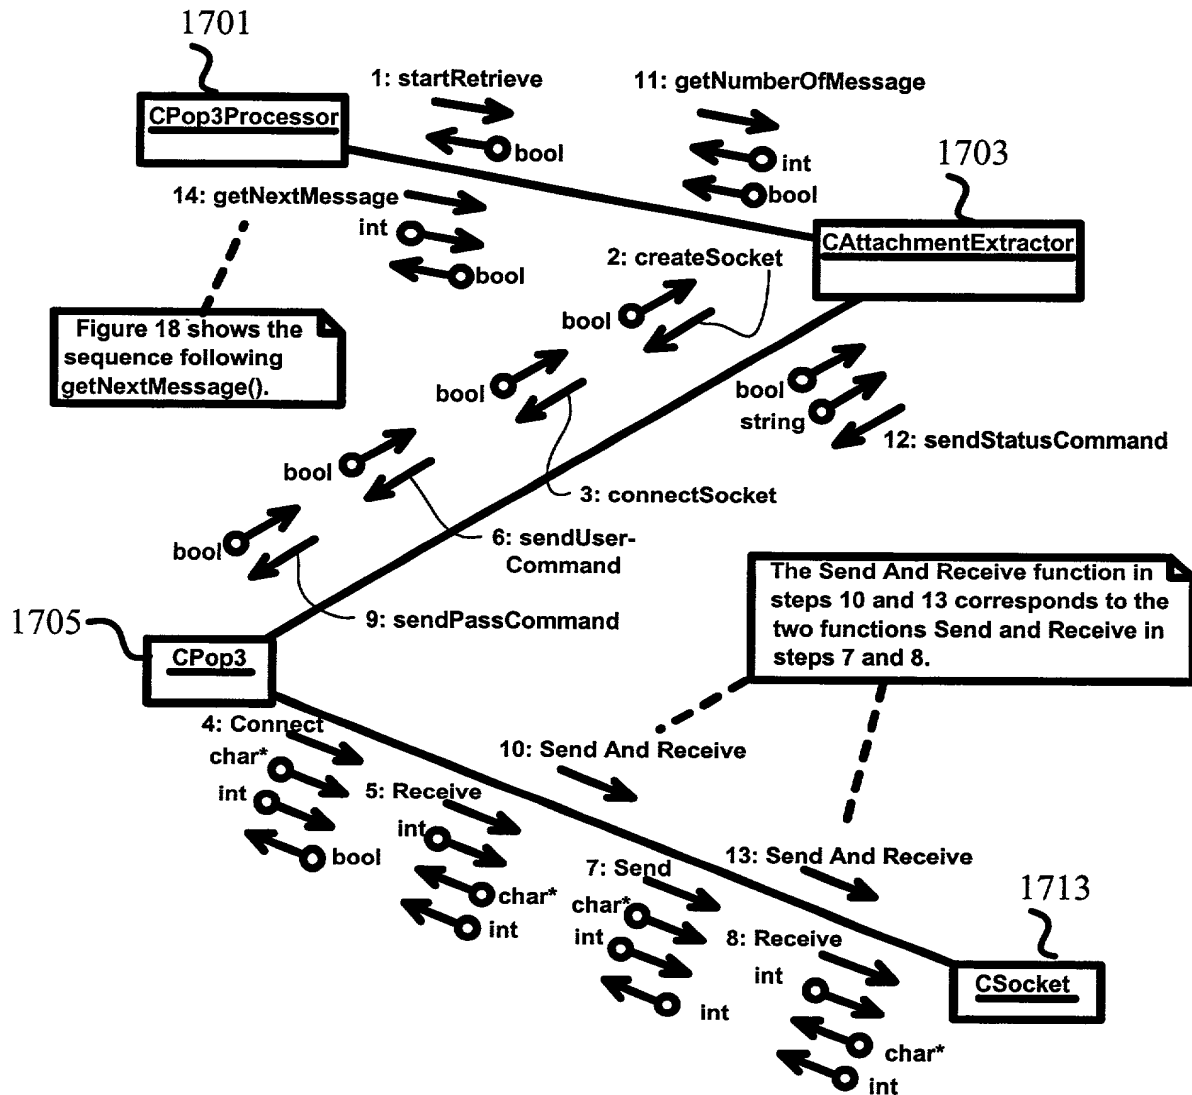 1701
1: startRetrieve
11: getNumberOfMessage
CPop3Processor
bool
int
bool
1703
14: getNextMessage
int
bool
CAttachmentExtractor
2: createSocket
bool
Figure 18 shows the
sequence following
getNextMessage().
bool
bool
string
12: sendStatusCommand
bool
3: connectSocket
6: sendUser-
Command
bool
9: sendPassCommand
The Send And Receive function in
steps 10 and 13 corresponds to the
two functions Send and Receive in
steps 7 and 8.
1705
CPop3
4: Connect
char*
int
bool
10: Send And Receive
5: Receive
int
char*
int
7: Send
char*
int
int
13: Send And Receive
8: Receive
int
char*
int
1713
CSocket